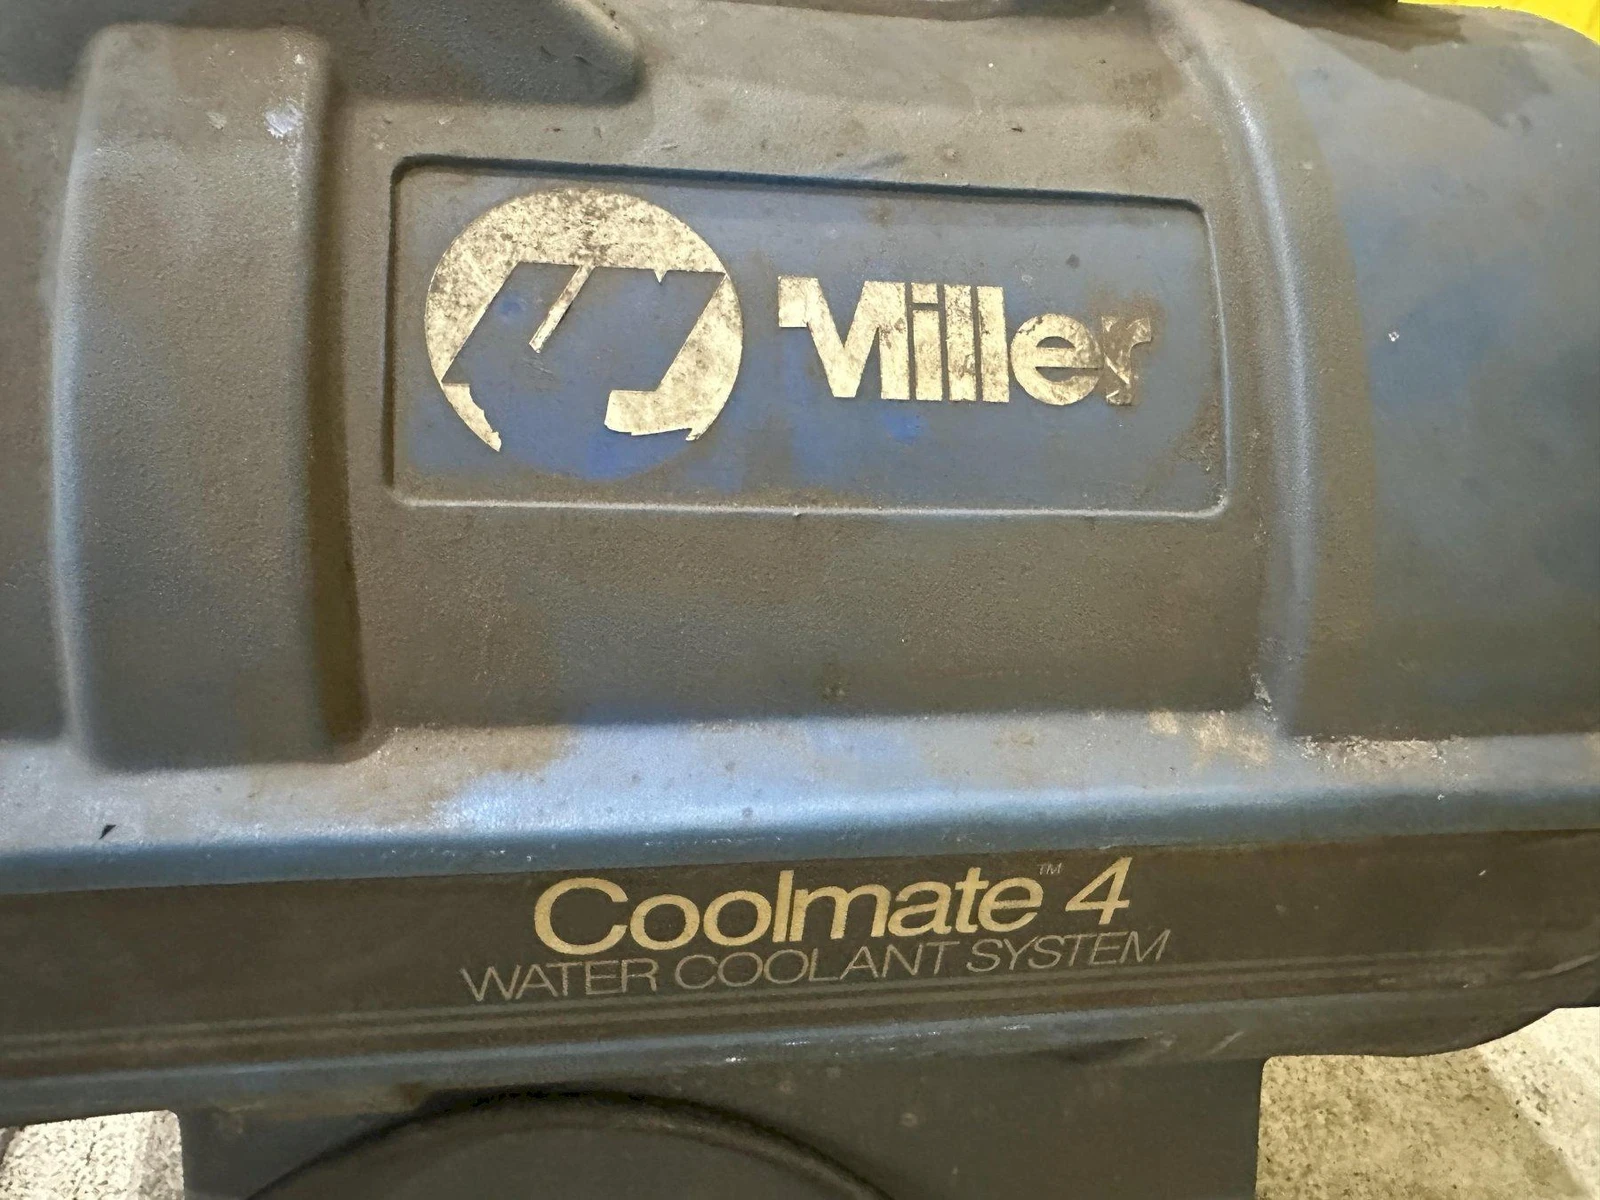 Miller
Coolmate™ 4
WATER COOLANT SYSTEM